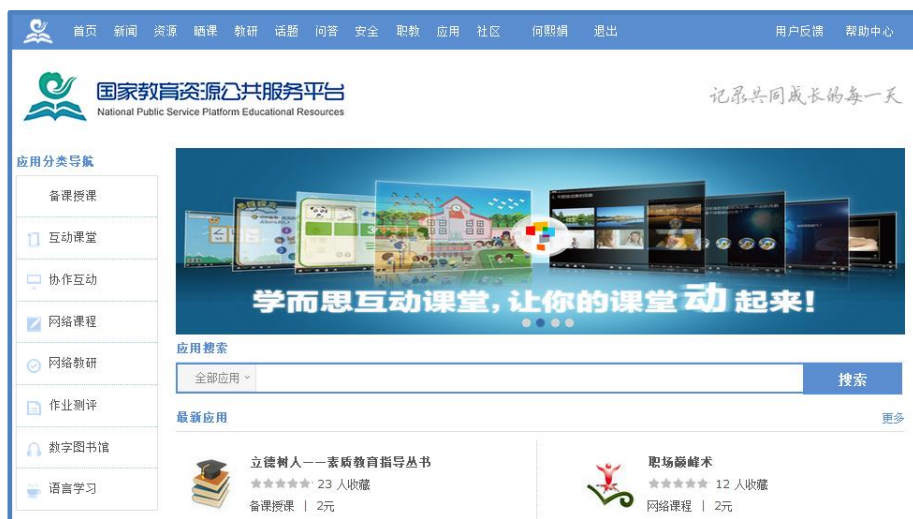 首页 新闻 资源 晒课 教研 话题 问答 安全 职教 应用 社区 何熙娟 退出 用户反馈 帮助中心
国家教育资源公共服务平台
National Public Service Platform Educational Resources
记录共同成长的每一天
应用分类导航
备课授课
互动课堂
协作互动
网络课程
网络教研
作业测评
数字图书馆
语言学习
学而思互动课堂，让你的课堂动起来！
应用搜索
全部应用 搜索
最新应用 更多
立德树人——素质教育指导丛书
23 人收藏
备课授课 | 2元
职场巅峰术
12 人收藏
网络课程 | 2元